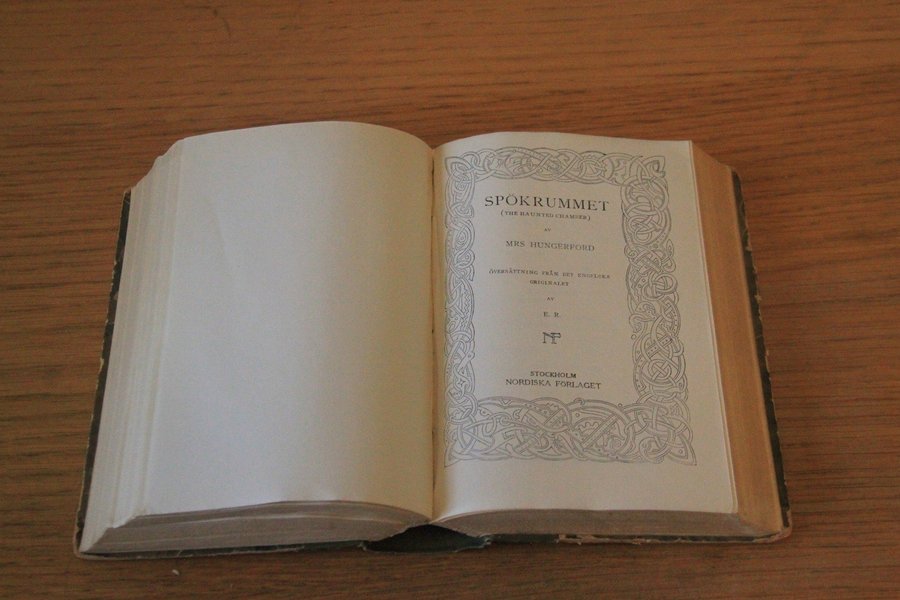 SPÖKRUMMET
(THE HAUNTED CHAMBER)
AV
MRS HUNGERFORD
ÖVERSÄTTNING FRÅN DET ENGELSKA
ORIGINALET
AV
E. R.
NF
STOCKHOLM
NORDISKA FÖRLAGET